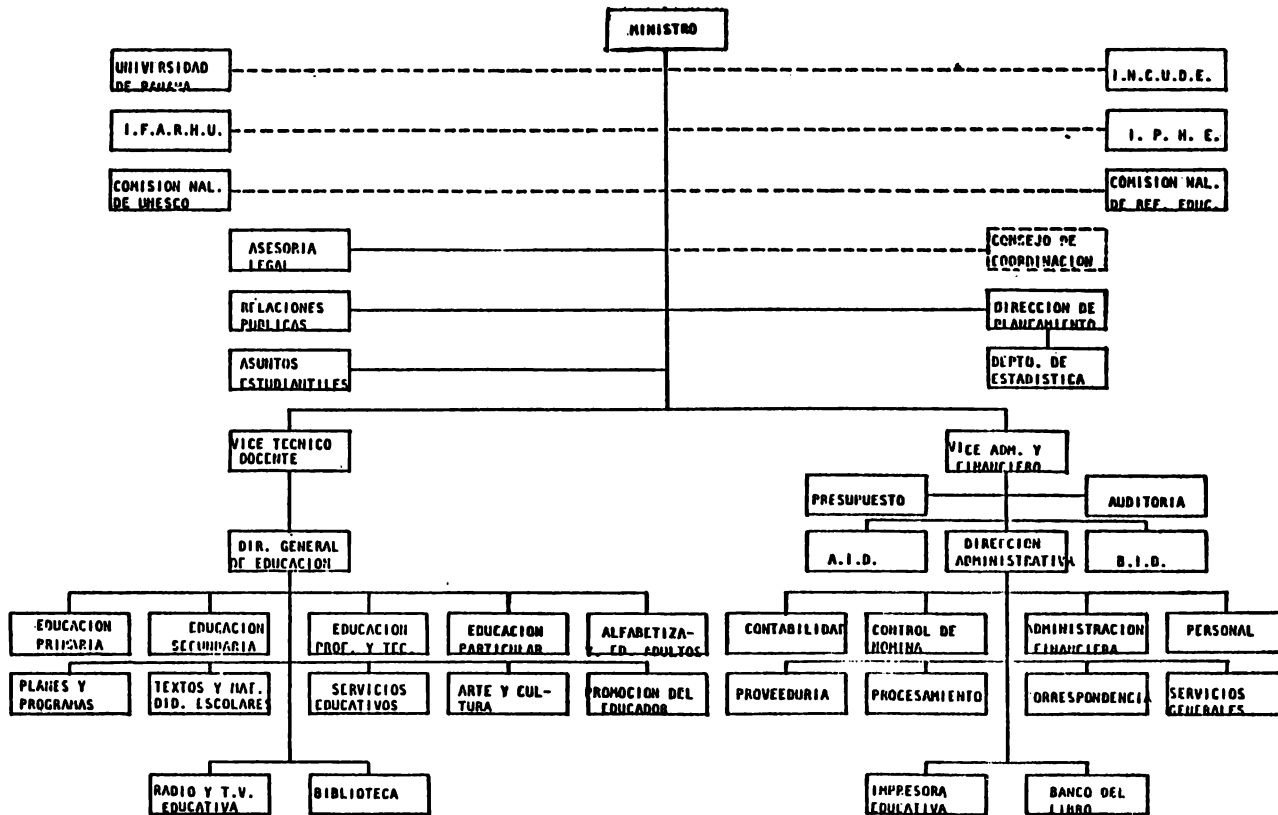 MINISTRO
UNIVERSIDAD
DE PANAMA
I.N.C.U.D.E.
I.F.A.R.H.U.
I. P. H. E.
COMISION NAL.
DE UNESCO
COMISION NAL.
DE REF. EDUC.
ASESORIA
LEGAL
CONSEJO DE
COORDINACION
RELACIONES
PUBLICAS
DIRECCION DE
PLANEAMIENTO
ASUNTOS
ESTUDIANTILES
DEPTO. DE
ESTADISTICA
VICE TECNICO
DOCENTE
VICE ADM. Y
FINANCIERO
PRESUPUESTO
AUDITORIA
DIR. GENERAL
DE EDUCACION
A.I.D.
DIRECCION
ADMINISTRATIVA
B.I.D.
EDUCACION
PRIMARIA
EDUCACION
SECUNDARIA
EDUCACION
PROF. Y TEC.
EDUCACION
PARTICULAR
ALFABETIZA-
Y. ED. ADULTOS
CONTABILIDAD
CONTROL DE
NOMINA
ADMINISTRACION
FINANCIERA
PERSONAL
PLANES Y
PROGRAMAS
TEXTOS Y MAT.
DID. ESCOLARES
SERVICIOS
EDUCATIVOS
ARTE Y CUL-
TURA
PROMOCION DEL
EDUCADOR
PROVEEDURIA
PROCESAMIENTO
CORRESPONDENCIA
SERVICIOS
GENERALES
RADIO Y T.V.
EDUCATIVA
BIBLIOTECA
IMPRESORA
EDUCATIVA
BANCO DEL
LIBRO